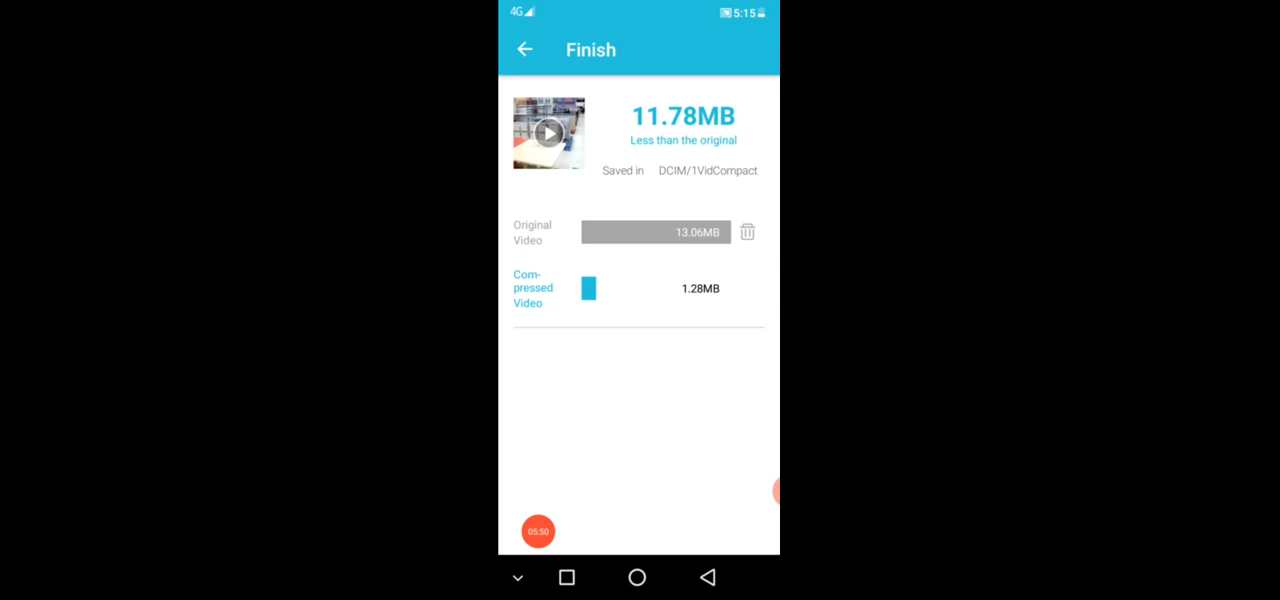 4G 5:15
Finish
11.78MB
Less than the original
Saved in DCIM/1VidCompact
Original
Video
13.06MB
Com-
pressed
Video
1.28MB
05:50